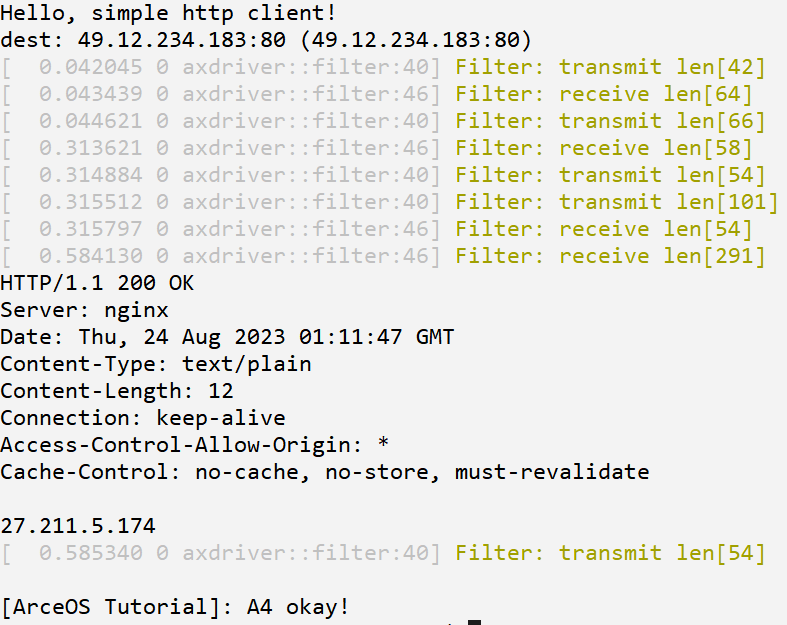 Hello, simple http client!
dest: 49.12.234.183:80 (49.12.234.183:80)
[  0.042045 0 axdriver::filter:40] Filter: transmit len[42]
[  0.043439 0 axdriver::filter:46] Filter: receive len[64]
[  0.044621 0 axdriver::filter:40] Filter: transmit len[66]
[  0.313621 0 axdriver::filter:46] Filter: receive len[58]
[  0.314884 0 axdriver::filter:40] Filter: transmit len[54]
[  0.315512 0 axdriver::filter:40] Filter: transmit len[101]
[  0.315797 0 axdriver::filter:46] Filter: receive len[54]
[  0.584130 0 axdriver::filter:46] Filter: receive len[291]
HTTP/1.1 200 OK
Server: nginx
Date: Thu, 24 Aug 2023 01:11:47 GMT
Content-Type: text/plain
Content-Length: 12
Connection: keep-alive
Access-Control-Allow-Origin: *
Cache-Control: no-cache, no-store, must-revalidate

27.211.5.174
[  0.585340 0 axdriver::filter:40] Filter: transmit len[54]

[ArceOS Tutorial]: A4 okay!